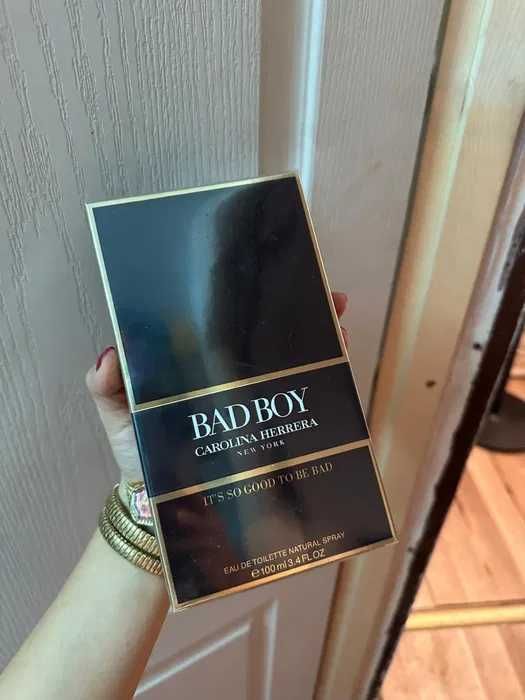 BAD BOY
CAROLINA HERRERA
NEW YORK
IT'S SO GOOD TO BE BAD
EAU DE TOILETTE NATURAL SPRAY
℮100 ml 3.4 FL.OZ